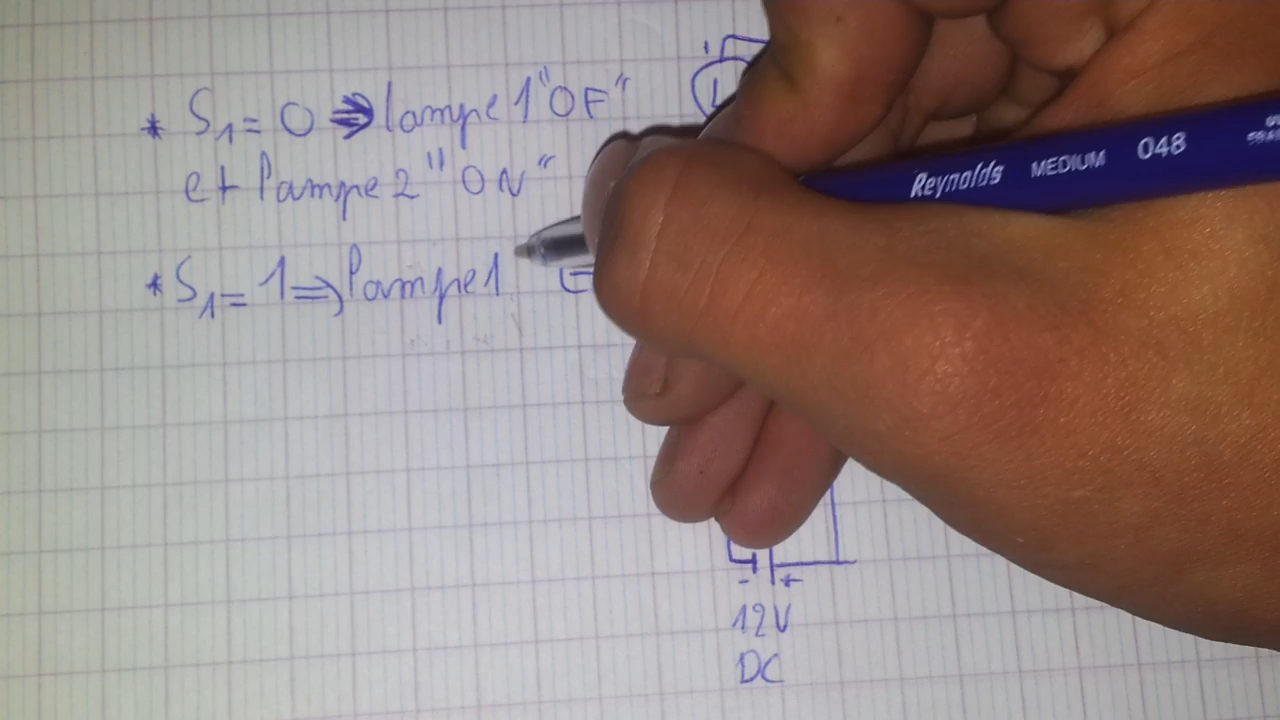 * S1 = 0 ⇒ lampe 1 "OF"
et lampe 2 "ON"
* S1 = 1 ⇒ lampe 1
Reynolds MEDIUM 048
- +
12V
DC